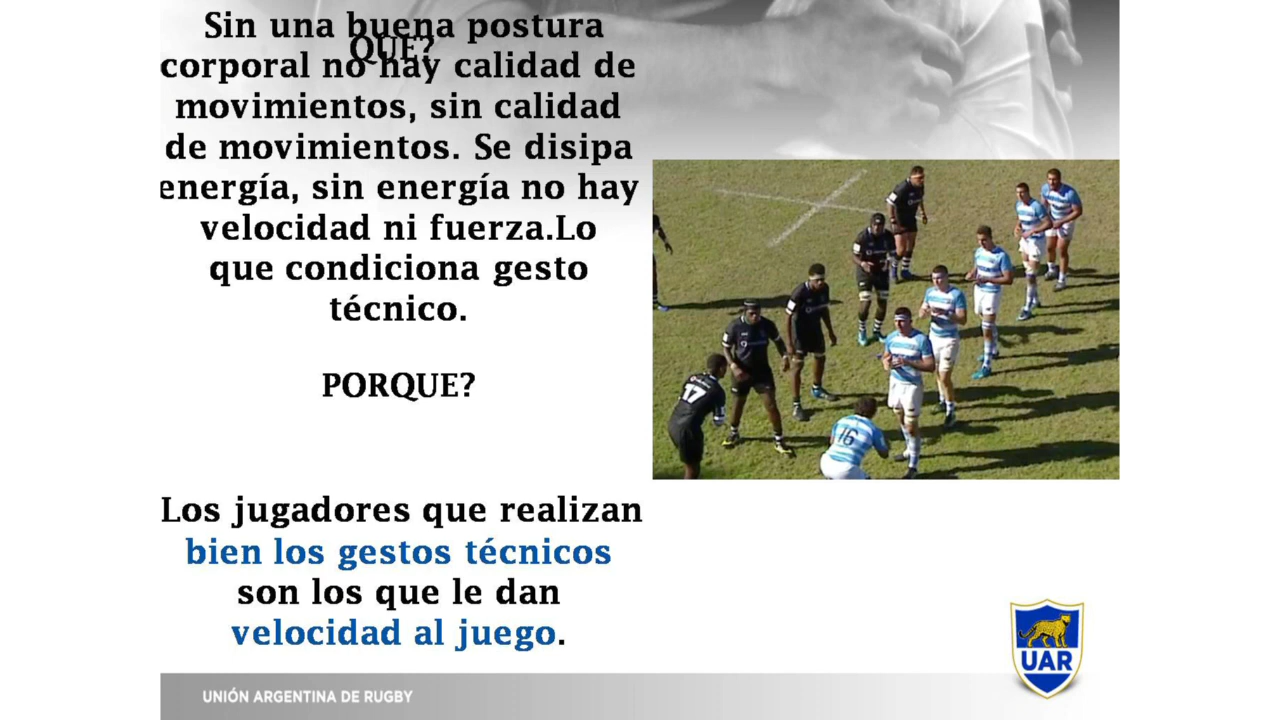 Sin una buena postura
QUE?
corporal no hay calidad de
movimientos, sin calidad
de movimientos. Se disipa
energía, sin energía no hay
velocidad ni fuerza.Lo
que condiciona gesto
técnico.
PORQUE?
Los jugadores que realizan
bien los gestos técnicos
son los que le dan
velocidad al juego.
17
16
UAR
UNIÓN ARGENTINA DE RUGBY